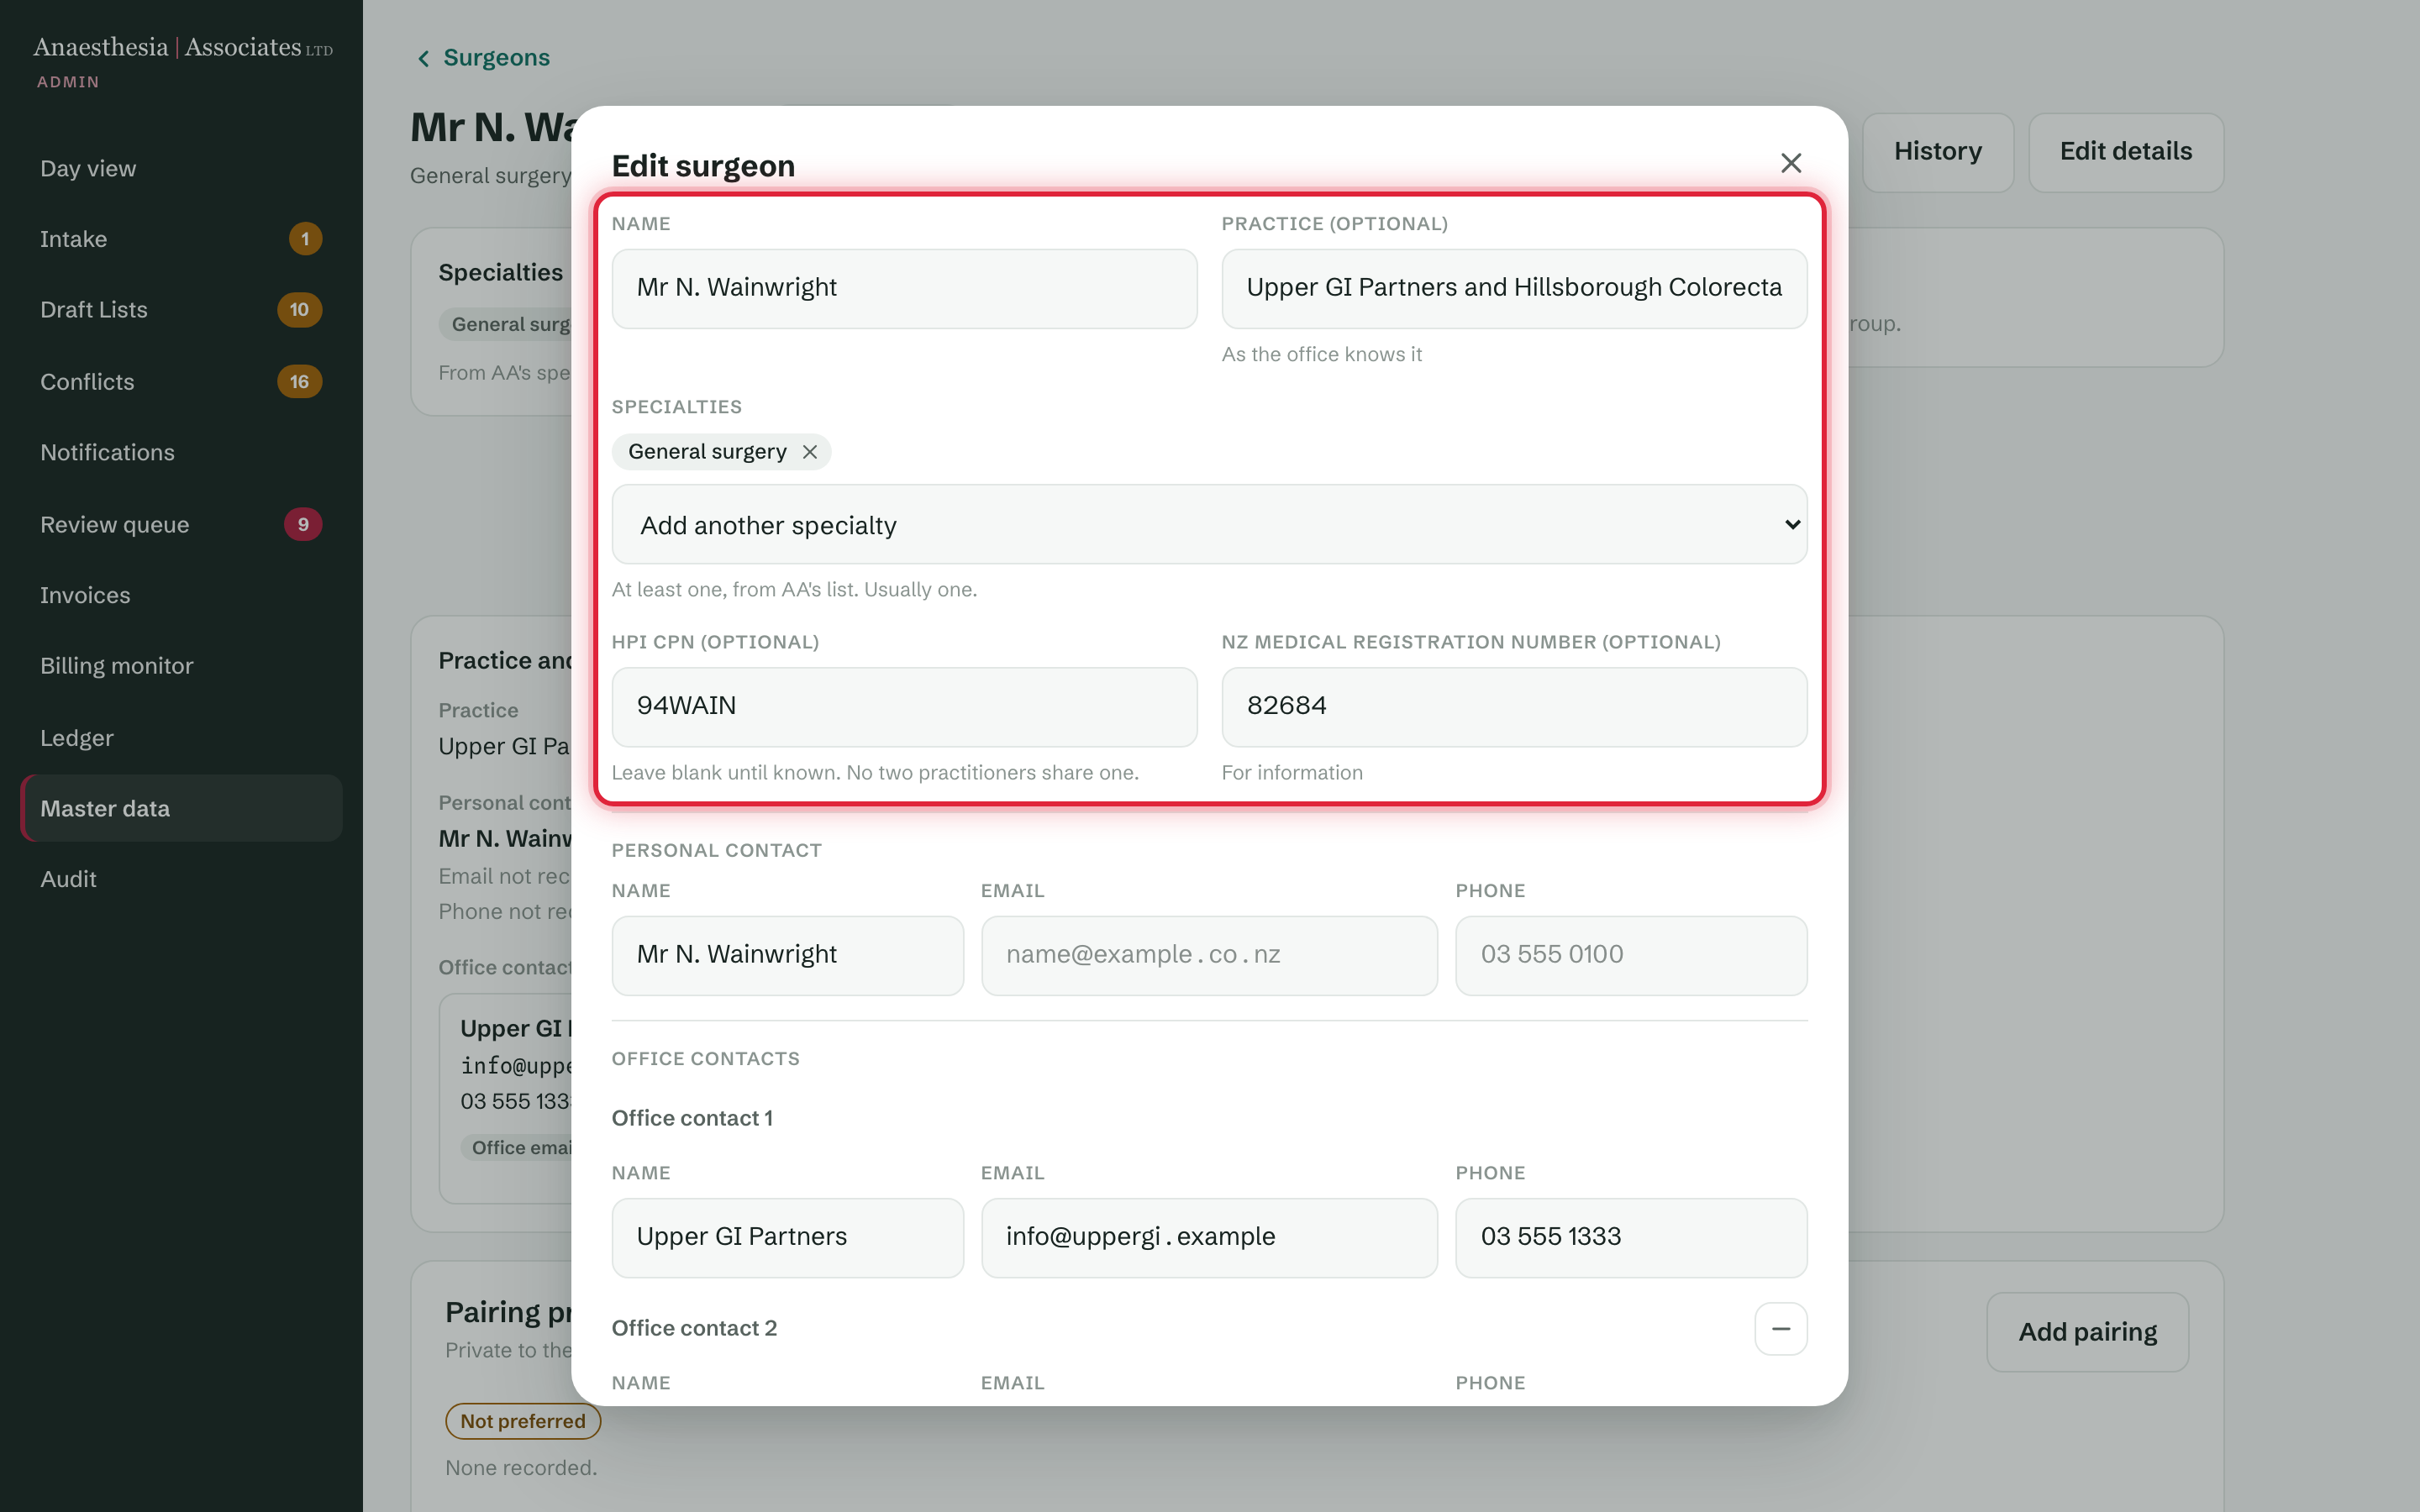 Anaesthesia | Associates LTD
ADMIN
Day view
Intake 1
Draft Lists 10
Conflicts 16
Notifications
Review queue 9
Invoices
Billing monitor
Ledger
Master data
Audit
Surgeons
Mr N. Wa
General surgery
History
Edit details
Specialties
General surg
From AA's spe
roup.
Practice and
Practice
Upper GI Pa
Personal cont
Mr N. Wainw
Email not rec
Phone not rec
Office contact
Upper GI
info@uppe
03 555 133
Office emai
Pairing pr
Private to the
Not preferred
None recorded.
Add pairing
Edit surgeon
NAME PRACTICE (OPTIONAL)
Mr N. Wainwright Upper GI Partners and Hillsborough Colorecta
As the office knows it
SPECIALTIES
General surgery
Add another specialty
At least one, from AA's list. Usually one.
HPI CPN (OPTIONAL) NZ MEDICAL REGISTRATION NUMBER (OPTIONAL)
94WAIN 82684
Leave blank until known. No two practitioners share one. For information
PERSONAL CONTACT
NAME EMAIL PHONE
Mr N. Wainwright name@example.co.nz 03 555 0100
OFFICE CONTACTS
Office contact 1
NAME EMAIL PHONE
Upper GI Partners info@uppergi.example 03 555 1333
Office contact 2
NAME EMAIL PHONE